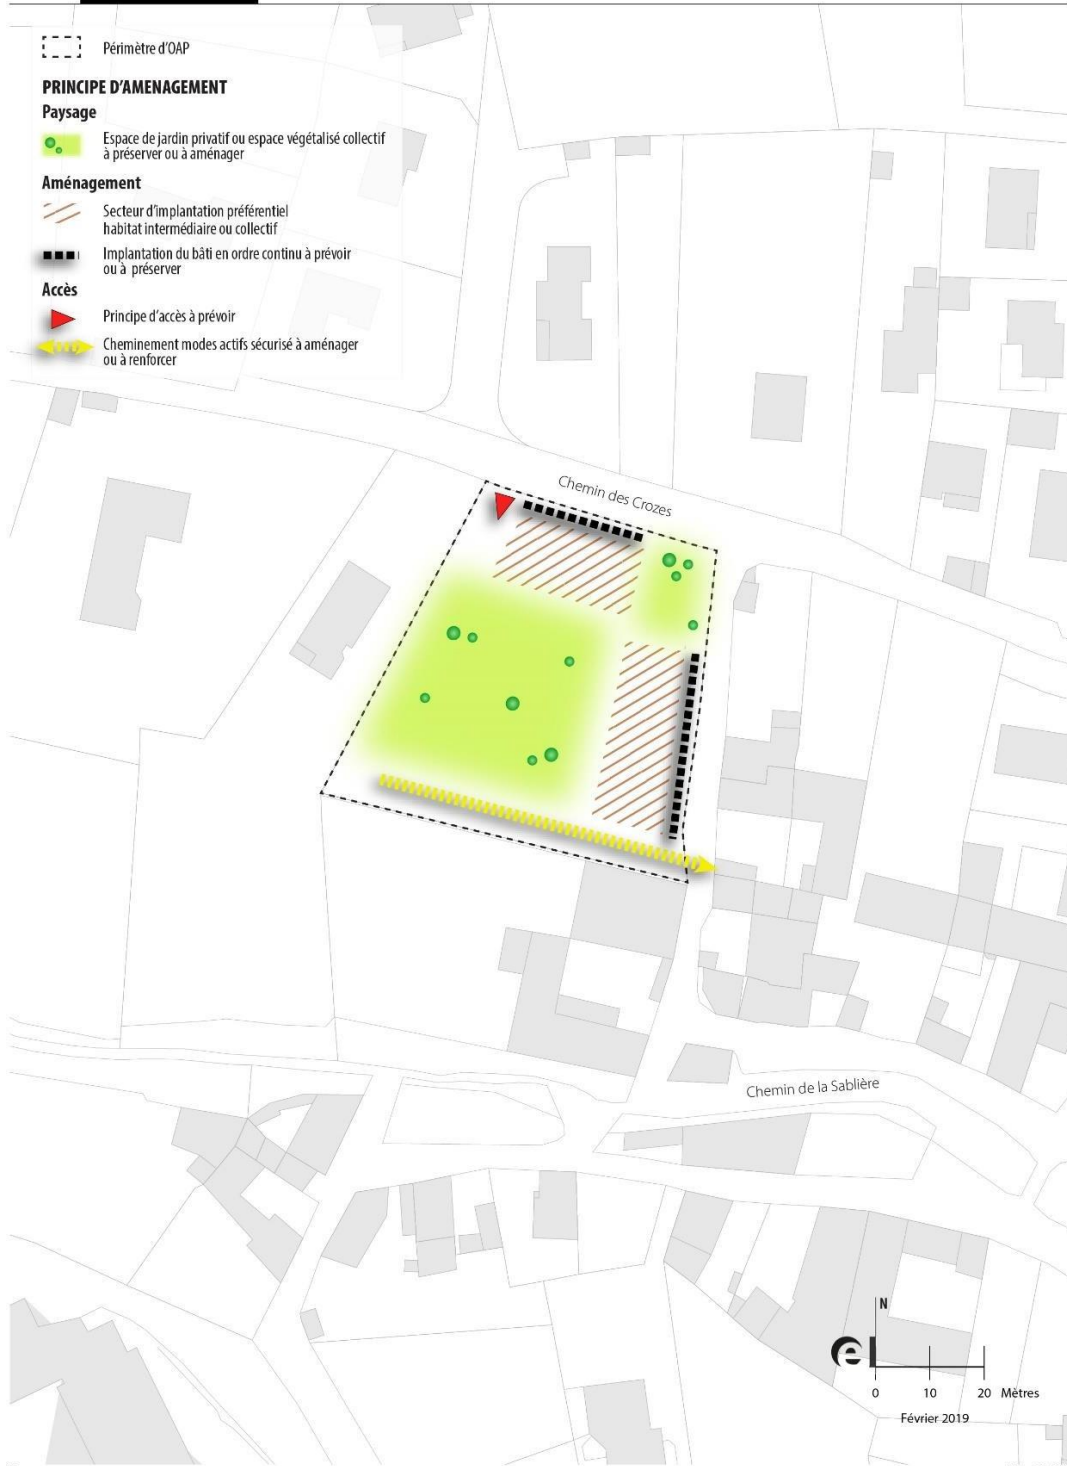 Périmètre d'OAP
PRINCIPE D'AMENAGEMENT
Paysage
Espace de jardin privatif ou espace végétalisé collectif
à préserver ou à aménager
Aménagement
Secteur d'implantation préférentiel
habitat intermédiaire ou collectif
Implantation du bâti en ordre continu à prévoir
ou à préserver
Accès
Principe d'accès à prévoir
Cheminement modes actifs sécurisé à aménager
ou à renforcer
Chemin des Crozes
Chemin de la Sablière
N
e
0 10 20 Mètres
Février 2019